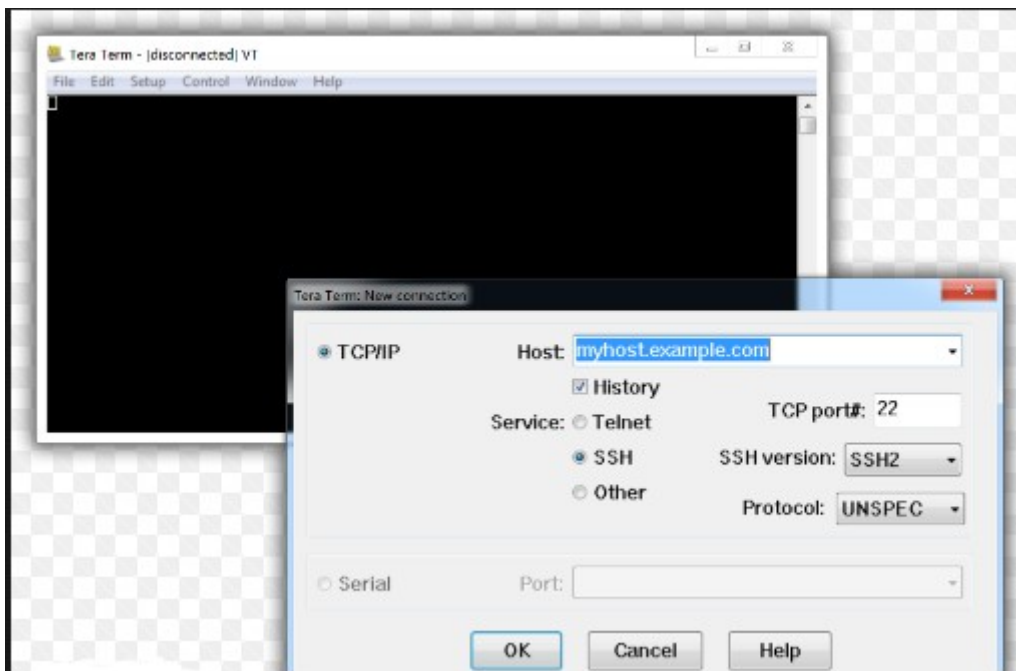 Tera Term - [disconnected] VT
File Edit Setup Control Window Help
Tera Term: New connection
TCP/IP Host: myhost.example.com
History
TCP port#: 22
Service: Telnet
SSH SSH version: SSH2
Other
Protocol: UNSPEC
Serial Port:
OK Cancel Help